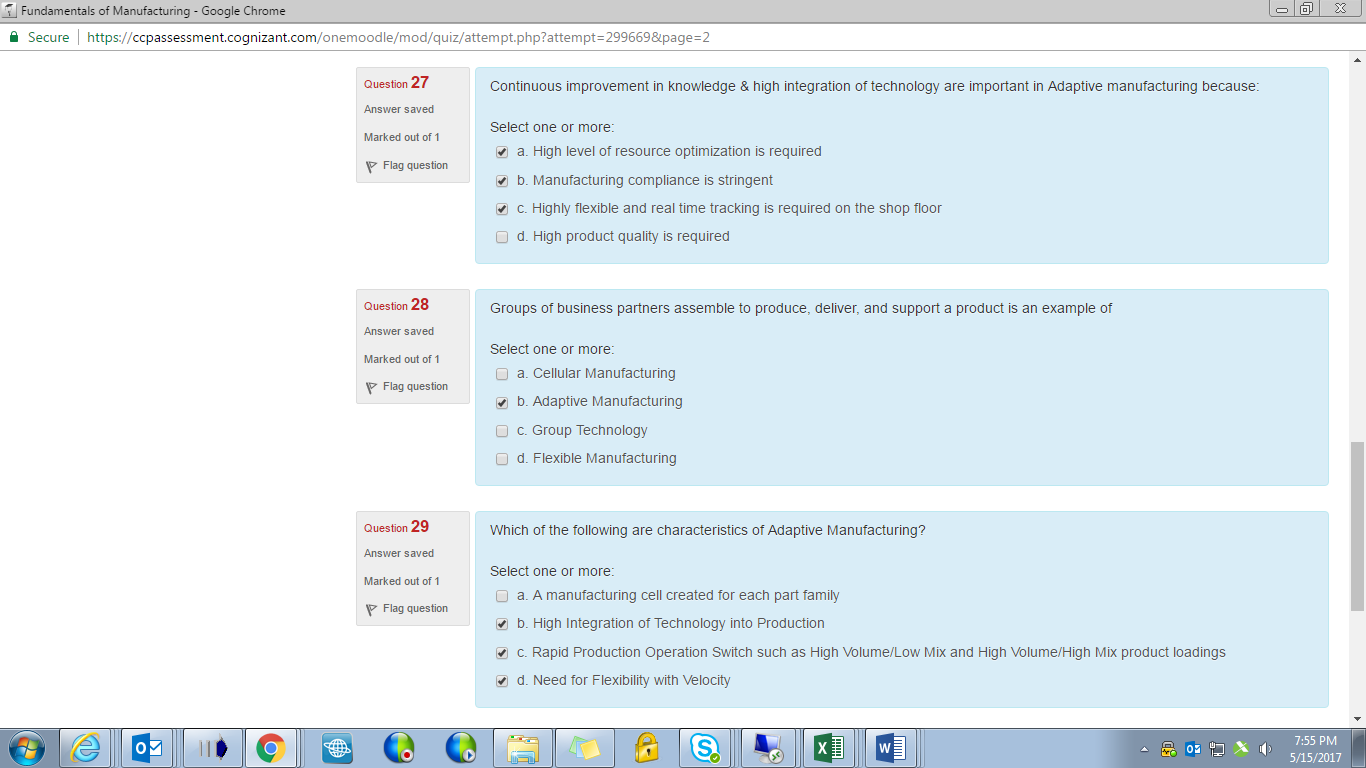 Fundamentals of Manufacturing - Google Chrome
Secure https://ccpassessment.cognizant.com/onemoodle/mod/quiz/attempt.php?attempt=299669&page=2
Question 27
Answer saved
Marked out of 1
Flag question
Continuous improvement in knowledge & high integration of technology are important in Adaptive manufacturing because:
Select one or more:
a. High level of resource optimization is required
b. Manufacturing compliance is stringent
c. Highly flexible and real time tracking is required on the shop floor
d. High product quality is required
Question 28
Answer saved
Marked out of 1
Flag question
Groups of business partners assemble to produce, deliver, and support a product is an example of
Select one or more:
a. Cellular Manufacturing
b. Adaptive Manufacturing
c. Group Technology
d. Flexible Manufacturing
Question 29
Answer saved
Marked out of 1
Flag question
Which of the following are characteristics of Adaptive Manufacturing?
Select one or more:
a. A manufacturing cell created for each part family
b. High Integration of Technology into Production
c. Rapid Production Operation Switch such as High Volume/Low Mix and High Volume/High Mix product loadings
d. Need for Flexibility with Velocity
7:55 PM
5/15/2017